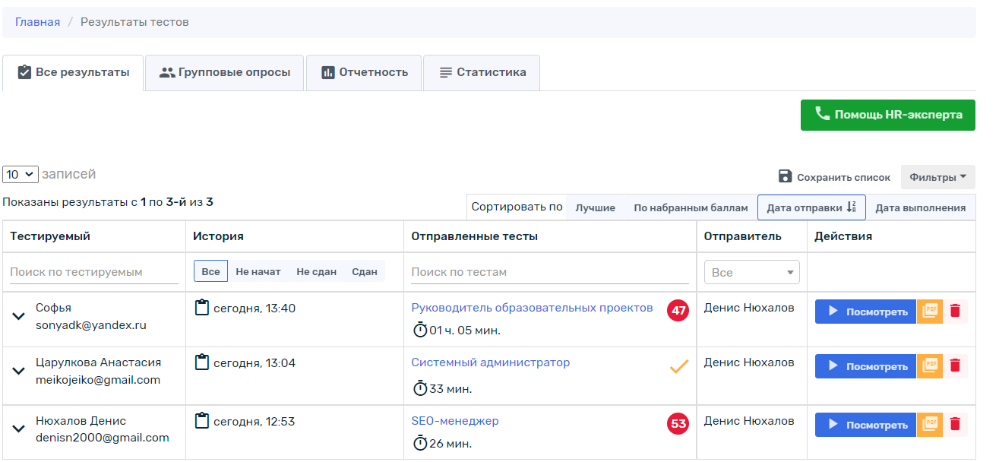 Главная / Результаты тестов
Все результаты
Групповые опросы
Отчетность
Статистика
Помощь HR-эксперта
10 записей
Сохранить список
Фильтры
Показаны результаты с 1 по 3-й из 3
Сортировать по
Лучшие
По набранным баллам
Дата отправки
Дата выполнения
Тестируемый
История
Отправленные тесты
Отправитель
Действия
Поиск по тестируемым
Все
Не начат
Не сдан
Сдан
Поиск по тестам
Все
Софья
sonyadk@yandex.ru
сегодня, 13:40
Руководитель образовательных проектов
01 ч. 05 мин.
47
Денис Нюхалов
Посмотреть
PDF
Царулкова Анастасия
meikojeiko@gmail.com
сегодня, 13:04
Системный администратор
33 мин.
Денис Нюхалов
Посмотреть
PDF
Нюхалов Денис
denisn2000@gmail.com
сегодня, 12:53
SEO-менеджер
26 мин.
53
Денис Нюхалов
Посмотреть
PDF